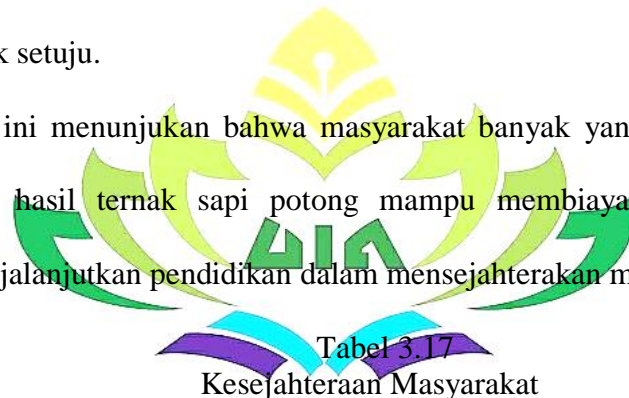 k setuju.
ini menunjukan bahwa masyarakat banyak yan
hasil ternak sapi potong mampu membiaya
jalanjutkan pendidikan dalam mensejahterakan m
UIN
Tabel 3.17
Kesejahteraan Masyarakat